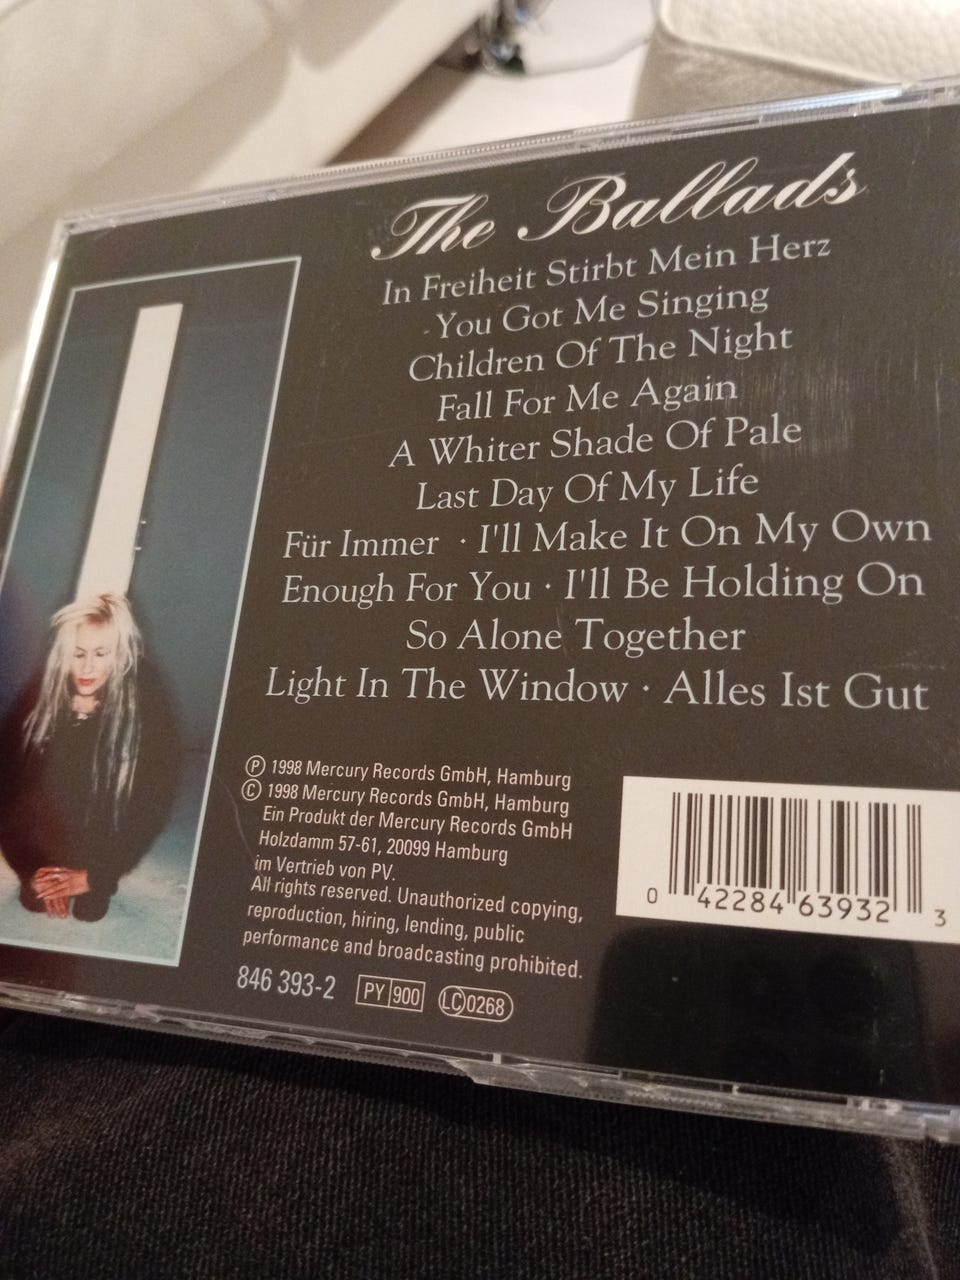 The Ballads
In Freiheit Stirbt Mein Herz
You Got Me Singing
Children Of The Night
Fall For Me Again
A Whiter Shade Of Pale
Last Day Of My Life
Für Immer · I'll Make It On My Own
Enough For You · I'll Be Holding On
So Alone Together
Light In The Window · Alles Ist Gut
℗ 1998 Mercury Records GmbH, Hamburg
© 1998 Mercury Records GmbH, Hamburg
Ein Produkt der Mercury Records GmbH
Holzdamm 57-61, 20099 Hamburg
im Vertrieb von PV.
All rights reserved. Unauthorized copying,
reproduction, hiring, lending, public
performance and broadcasting prohibited.
846 393-2 PY 900 LC 0268
0 42284 63932 3